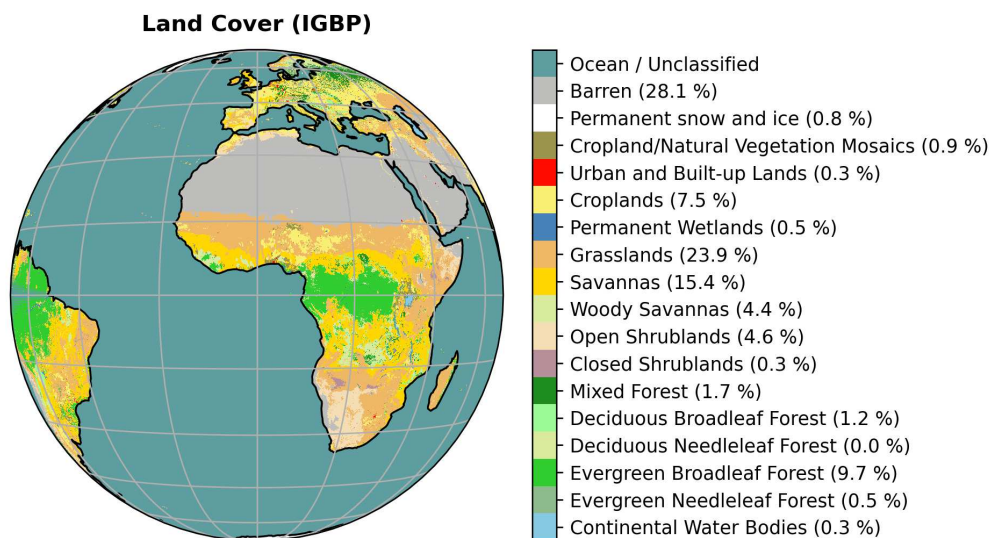 Land Cover (IGBP)
Ocean / Unclassified
Barren (28.1 %)
Permanent snow and ice (0.8 %)
Cropland/Natural Vegetation Mosaics (0.9 %)
Urban and Built-up Lands (0.3 %)
Croplands (7.5 %)
Permanent Wetlands (0.5 %)
Grasslands (23.9 %)
Savannas (15.4 %)
Woody Savannas (4.4 %)
Open Shrublands (4.6 %)
Closed Shrublands (0.3 %)
Mixed Forest (1.7 %)
Deciduous Broadleaf Forest (1.2 %)
Deciduous Needleleaf Forest (0.0 %)
Evergreen Broadleaf Forest (9.7 %)
Evergreen Needleleaf Forest (0.5 %)
Continental Water Bodies (0.3 %)